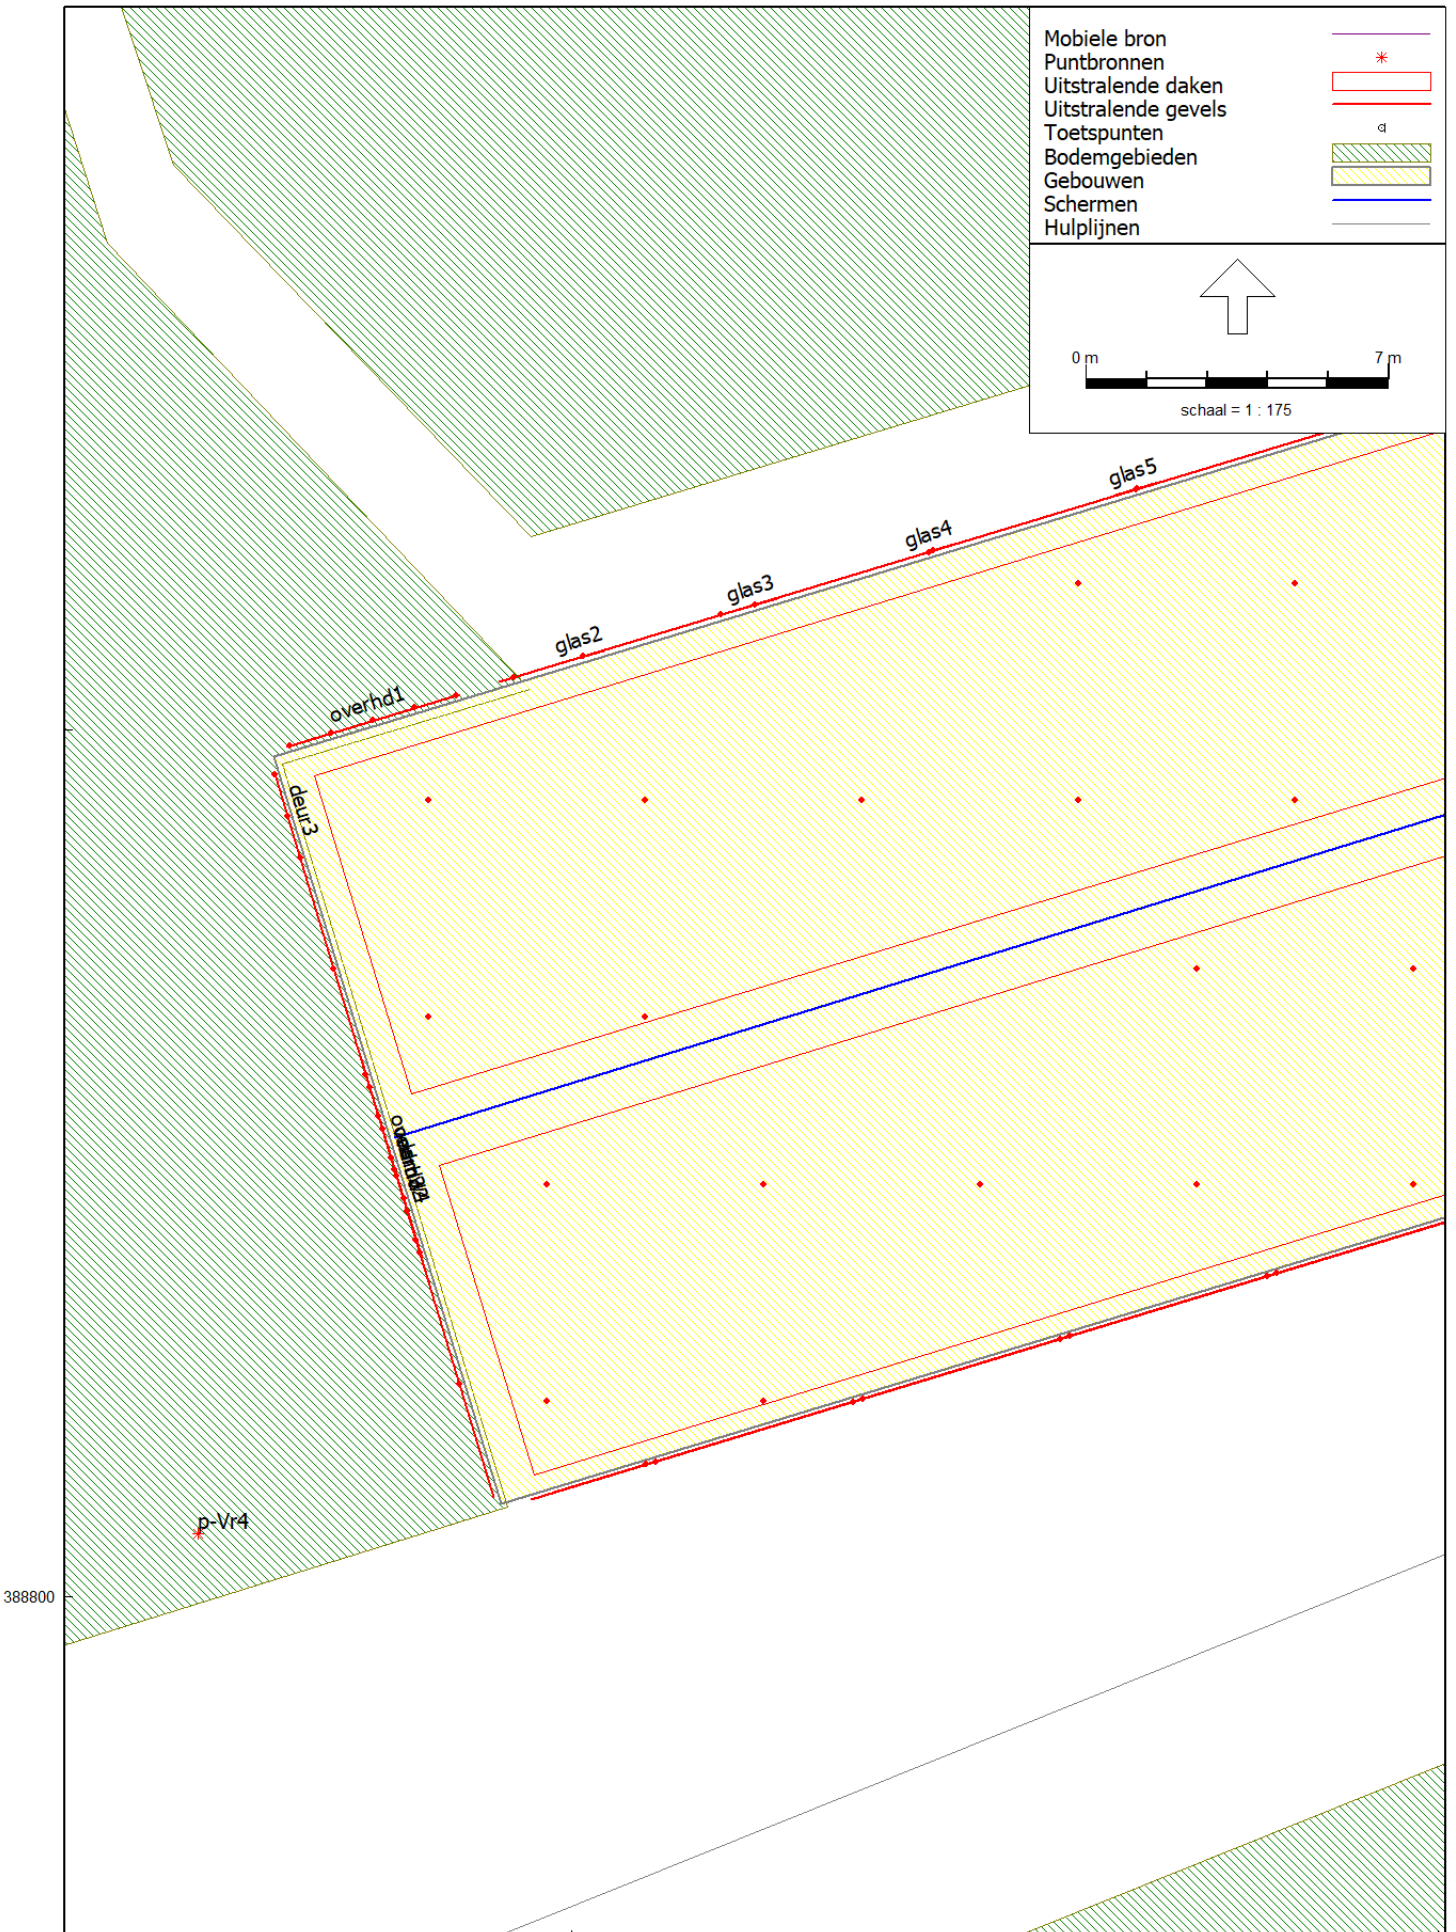 Mobiele bron
Puntbronnen
Uitstralende daken
Uitstralende gevels
Toetspunten
Bodemgebieden
Gebouwen
Schermen
Hulplijnen
0 m 7 m
schaal = 1 : 175
glas5
glas4
glas3
glas2
overhd1
deur3
p-Vr4
388800